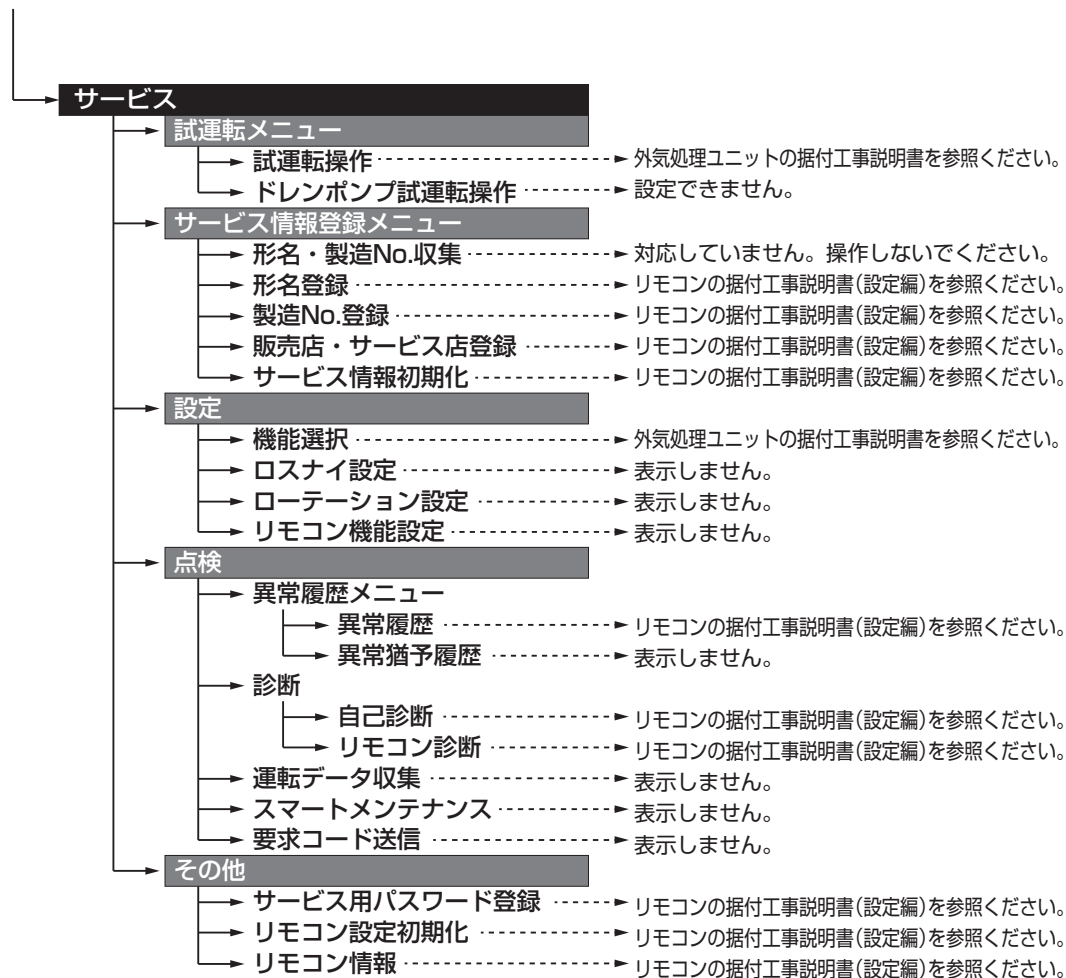 サービス
試運転メニュー
試運転操作 外気処理ユニットの据付工事説明書を参照ください。
ドレンポンプ試運転操作 設定できません。
サービス情報登録メニュー
形名・製造No.収集 対応していません。操作しないでください。
形名登録 リモコンの据付工事説明書(設定編)を参照ください。
製造No.登録 リモコンの据付工事説明書(設定編)を参照ください。
販売店・サービス店登録 リモコンの据付工事説明書(設定編)を参照ください。
サービス情報初期化 リモコンの据付工事説明書(設定編)を参照ください。
設定
機能選択 外気処理ユニットの据付工事説明書を参照ください。
ロスナイ設定 表示しません。
ローテーション設定 表示しません。
リモコン機能設定 表示しません。
点検
異常履歴メニュー
異常履歴 リモコンの据付工事説明書(設定編)を参照ください。
異常猶予履歴 表示しません。
診断
自己診断 リモコンの据付工事説明書(設定編)を参照ください。
リモコン診断 リモコンの据付工事説明書(設定編)を参照ください。
運転データ収集 表示しません。
スマートメンテナンス 表示しません。
要求コード送信 表示しません。
その他
サービス用パスワード登録 リモコンの据付工事説明書(設定編)を参照ください。
リモコン設定初期化 リモコンの据付工事説明書(設定編)を参照ください。
リモコン情報 リモコンの据付工事説明書(設定編)を参照ください。